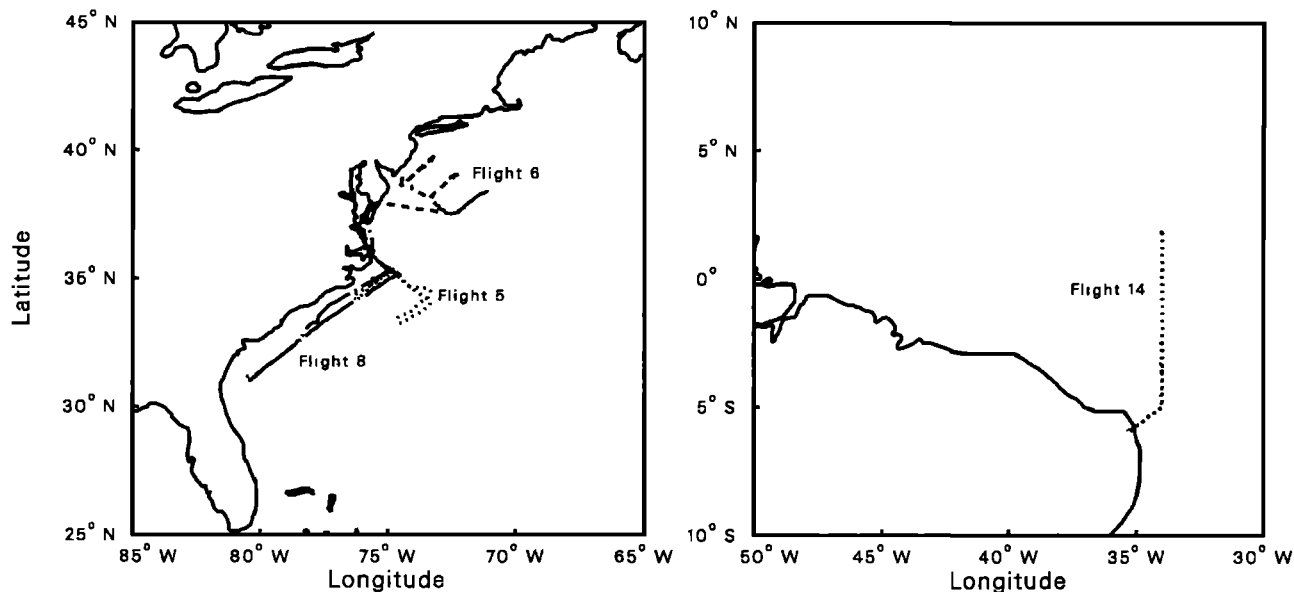 45° N
40° N
36° N
30° N
25° N
Latitude
85° W
80° W
75° W
70° W
65° W
Longitude
Flight 6
Flight 5
Flight 8
10° N
5° N
0°
5° S
10° S
50° W
45° W
40° W
35° W
30° W
Longitude
Flight 14